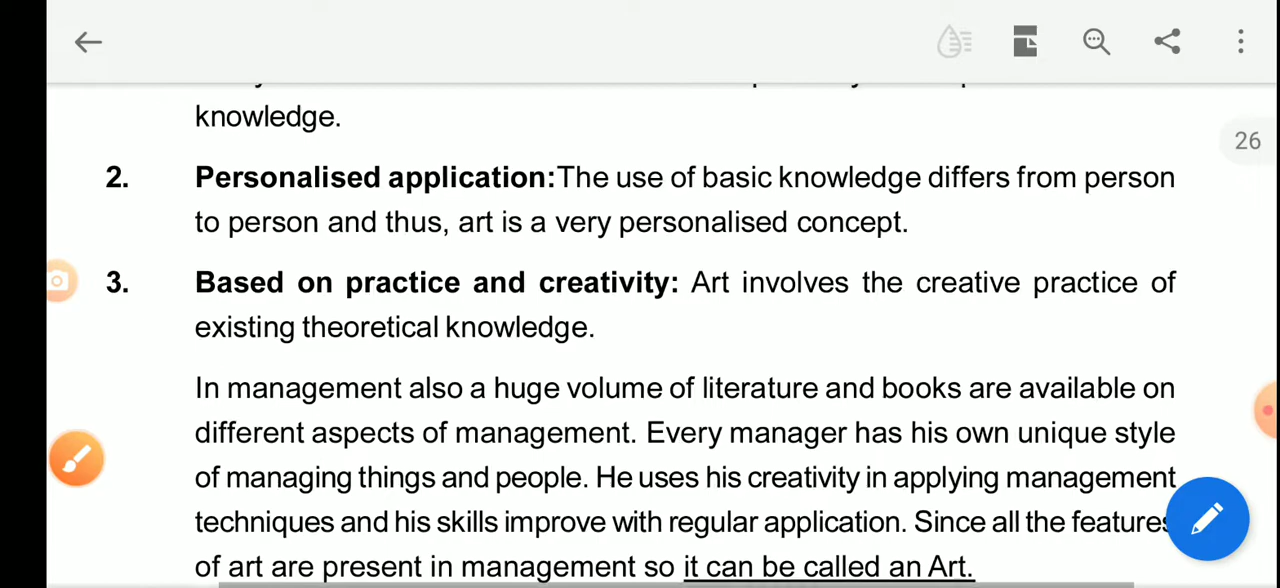 knowledge.
26
2. Personalised application:The use of basic knowledge differs from person
to person and thus, art is a very personalised concept.
3. Based on practice and creativity: Art involves the creative practice of
existing theoretical knowledge.
In management also a huge volume of literature and books are available on
different aspects of management. Every manager has his own unique style
of managing things and people. He uses his creativity in applying management
techniques and his skills improve with regular application. Since all the features
of art are present in management so it can be called an Art.